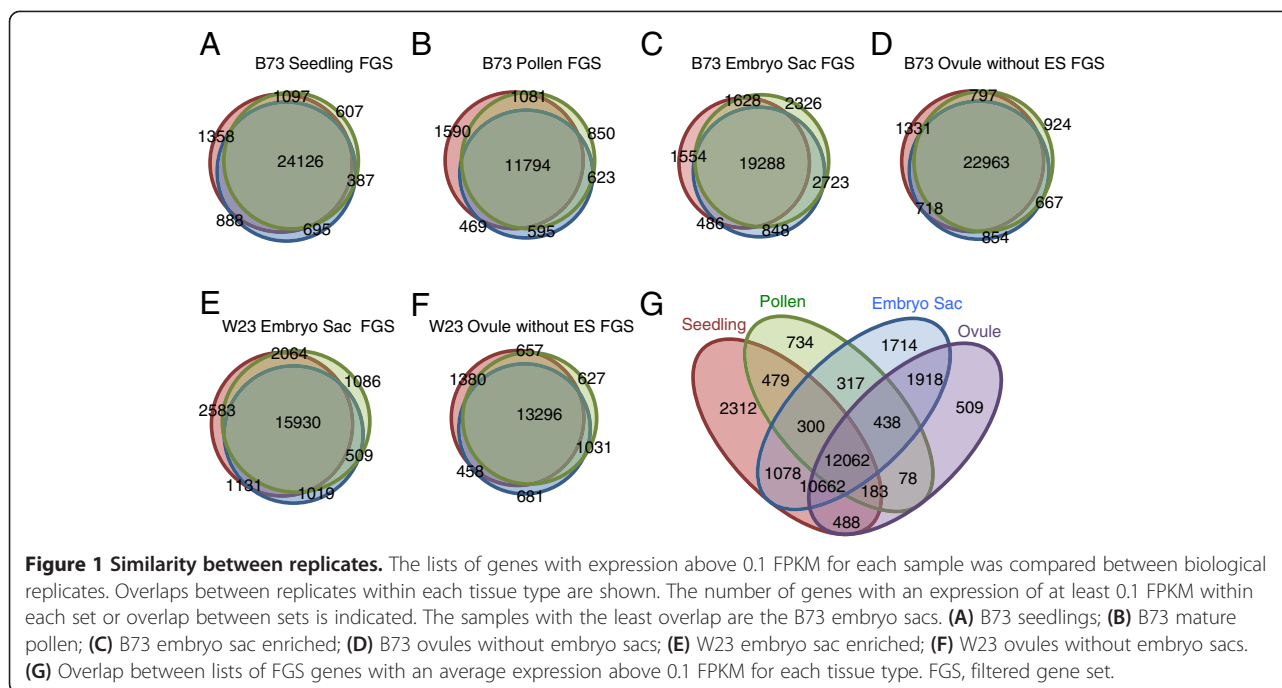 A
B73 Seedling FGS
1097
607
1358
24126
387
888
695
B
B73 Pollen FGS
1081
850
1590
11794
623
469
595
C
B73 Embryo Sac FGS
1628
2326
1554
19288
2723
486
848
D
B73 Ovule without ES FGS
797
924
1331
22963
667
718
854
E
W23 Embryo Sac FGS
2064
1086
2583
15930
509
1131
1019
F
W23 Ovule without ES FGS
657
627
1380
13296
1031
458
681
G
Pollen
Embryo Sac
Seedling
Ovule
734
1714
479
317
1918
2312
509
300
438
12062
1078
10662
183
78
488
Figure 1 Similarity between replicates. The lists of genes with expression above 0.1 FPKM for each sample was compared between biological
replicates. Overlaps between replicates within each tissue type are shown. The number of genes with an expression of at least 0.1 FPKM within
each set or overlap between sets is indicated. The samples with the least overlap are the B73 embryo sacs. (A) B73 seedlings; (B) B73 mature
pollen; (C) B73 embryo sac enriched; (D) B73 ovules without embryo sacs; (E) W23 embryo sac enriched; (F) W23 ovules without embryo sacs.
(G) Overlap between lists of FGS genes with an average expression above 0.1 FPKM for each tissue type. FGS, filtered gene set.